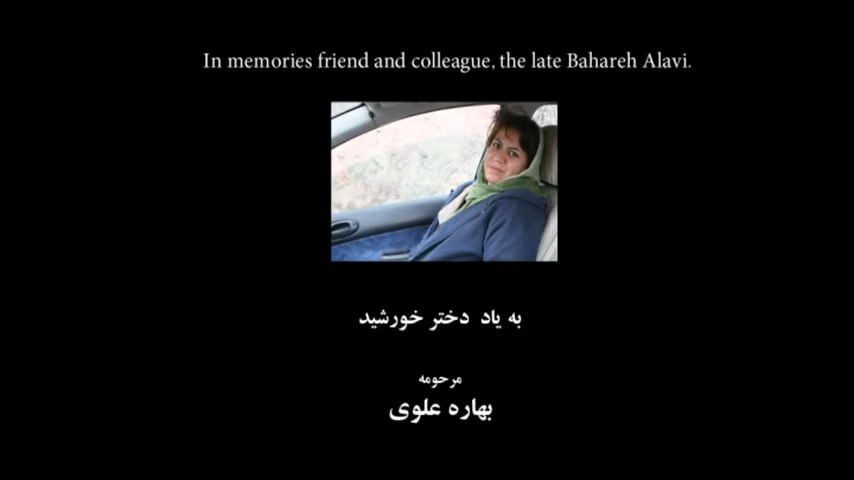 In memories friend and colleague, the late Bahareh Alavi.
به یاد دختر خورشید
مرحومه
بهاره علوی